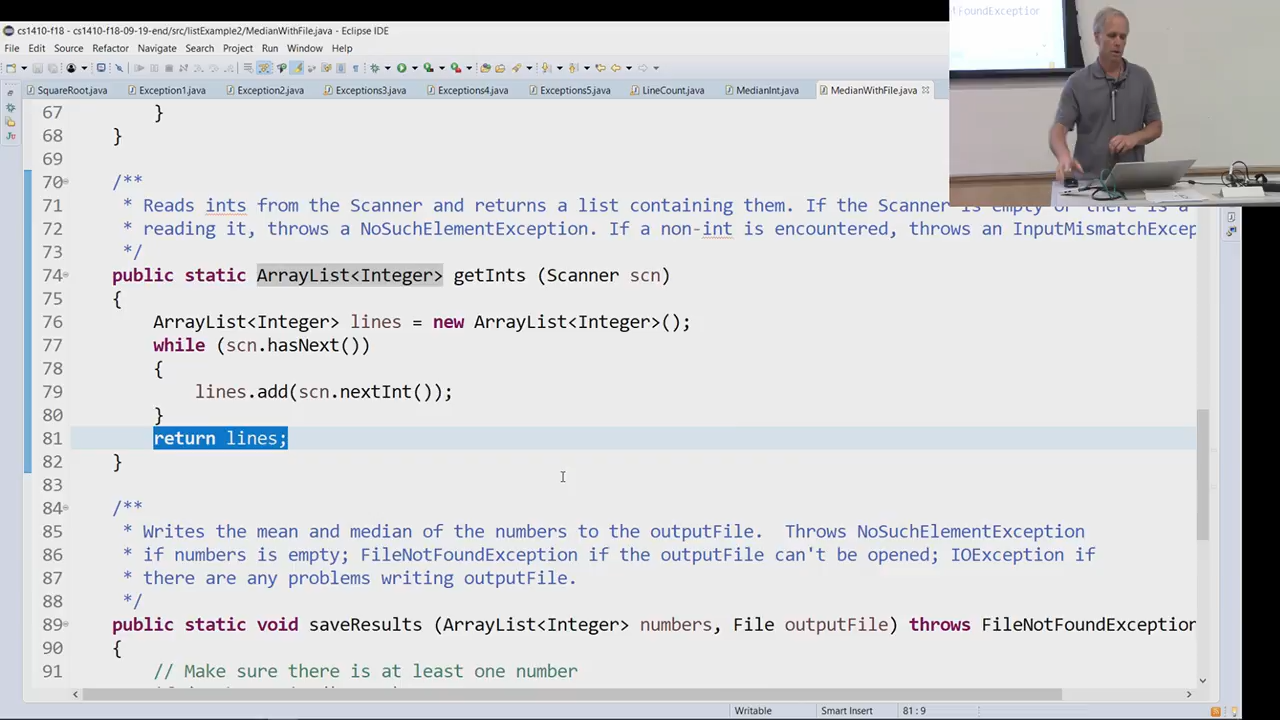 cs1410-f18 - cs1410-f18-09-19-end/src/listExample2/MedianWithFile.java - Eclipse IDE
File Edit Source Refactor Navigate Search Project Run Window Help
SquareRoot.java Exception1.java Exception2.java Exceptions3.java Exceptions4.java Exceptions5.java LineCount.java MedianInt.java MedianWithFile.java
FoundException
67 }
68 }
69
70 /**
71 * Reads ints from the Scanner and returns a list containing them. If the Scanner is empty or there is a
72 * reading it, throws a NoSuchElementException. If a non-int is encountered, throws an InputMismatchExcep
73 */
74 public static ArrayList<Integer> getInts (Scanner scn)
75 {
76 ArrayList<Integer> lines = new ArrayList<Integer>();
77 while (scn.hasNext())
78 {
79 lines.add(scn.nextInt());
80 }
81 return lines;
82 }
83
84 /**
85 * Writes the mean and median of the numbers to the outputFile. Throws NoSuchElementException
86 * if numbers is empty; FileNotFoundException if the outputFile can't be opened; IOException if
87 * there are any problems writing outputFile.
88 */
89 public static void saveResults (ArrayList<Integer> numbers, File outputFile) throws FileNotFoundException
90 {
91 // Make sure there is at least one number
Writable Smart Insert 81 : 9